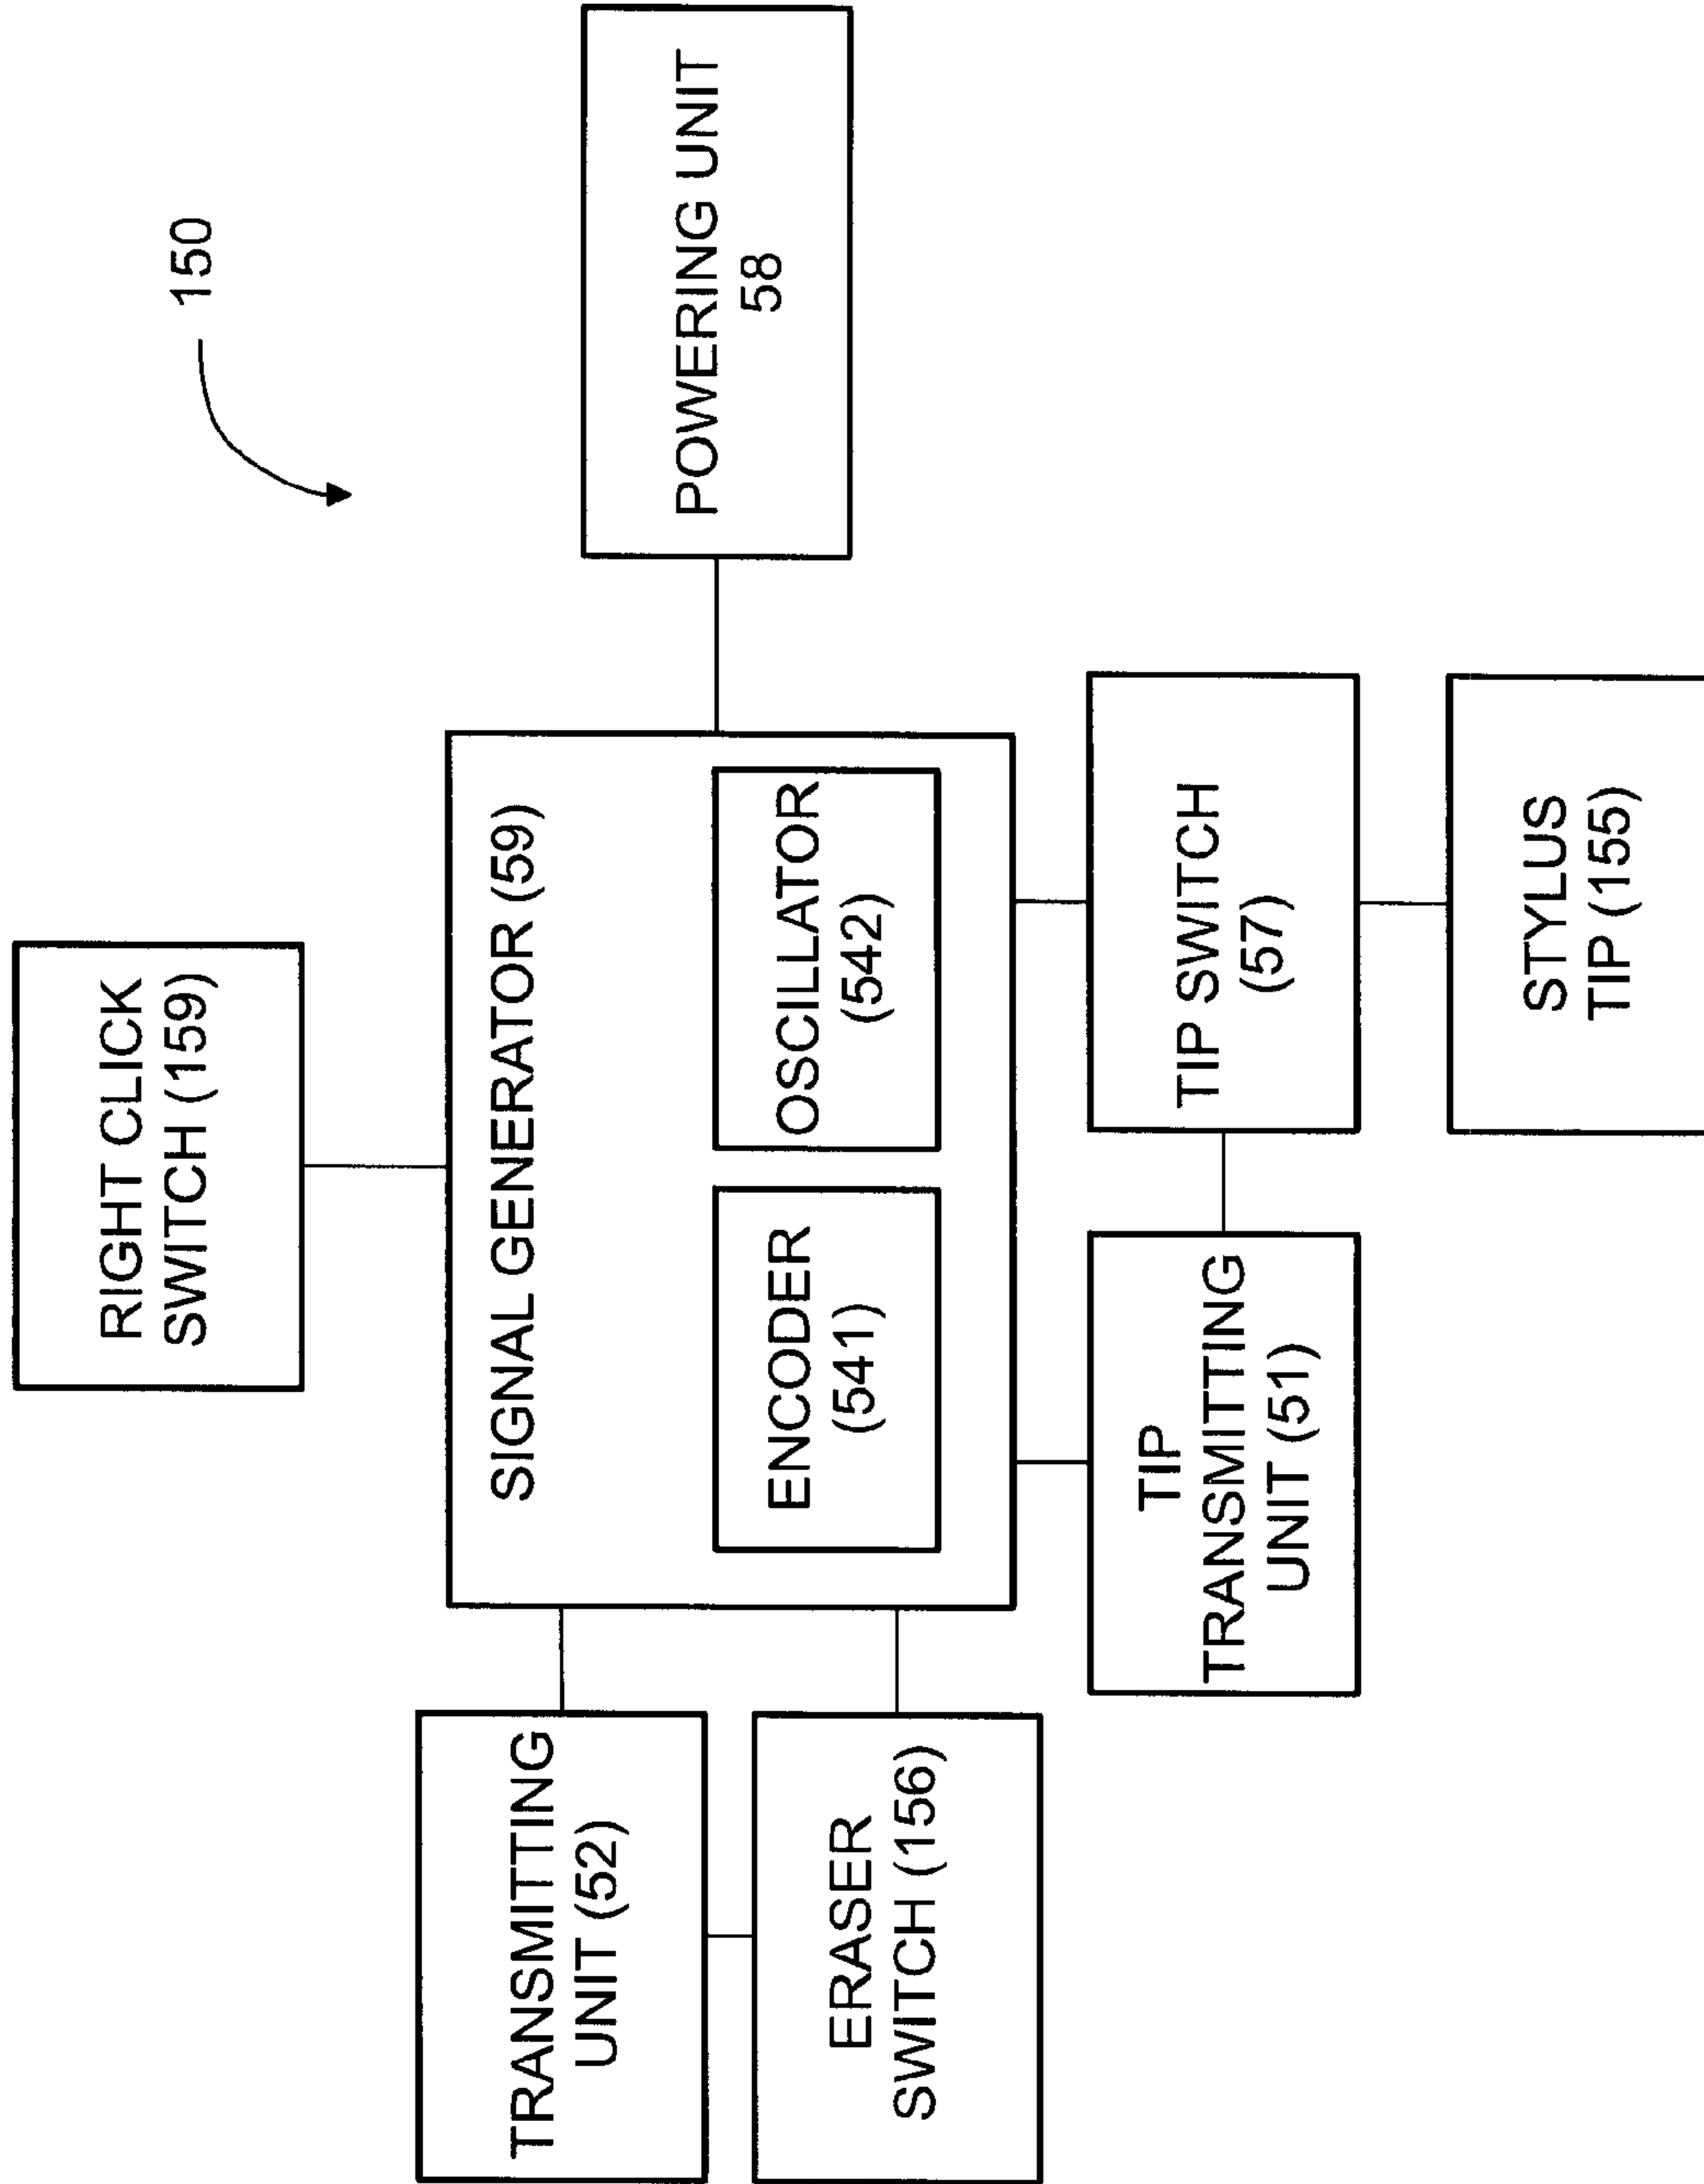 150
RIGHT CLICK
SWITCH (159)
POWERING UNIT
58
SIGNAL GENERATOR (59)
ENCODER
(541)
OSCILLATOR
(542)
TRANSMITTING
UNIT (52)
ERASER
SWITCH (156)
TIP
TRANSMITTING
UNIT (51)
TIP SWITCH
(57)
STYLUS
TIP (155)